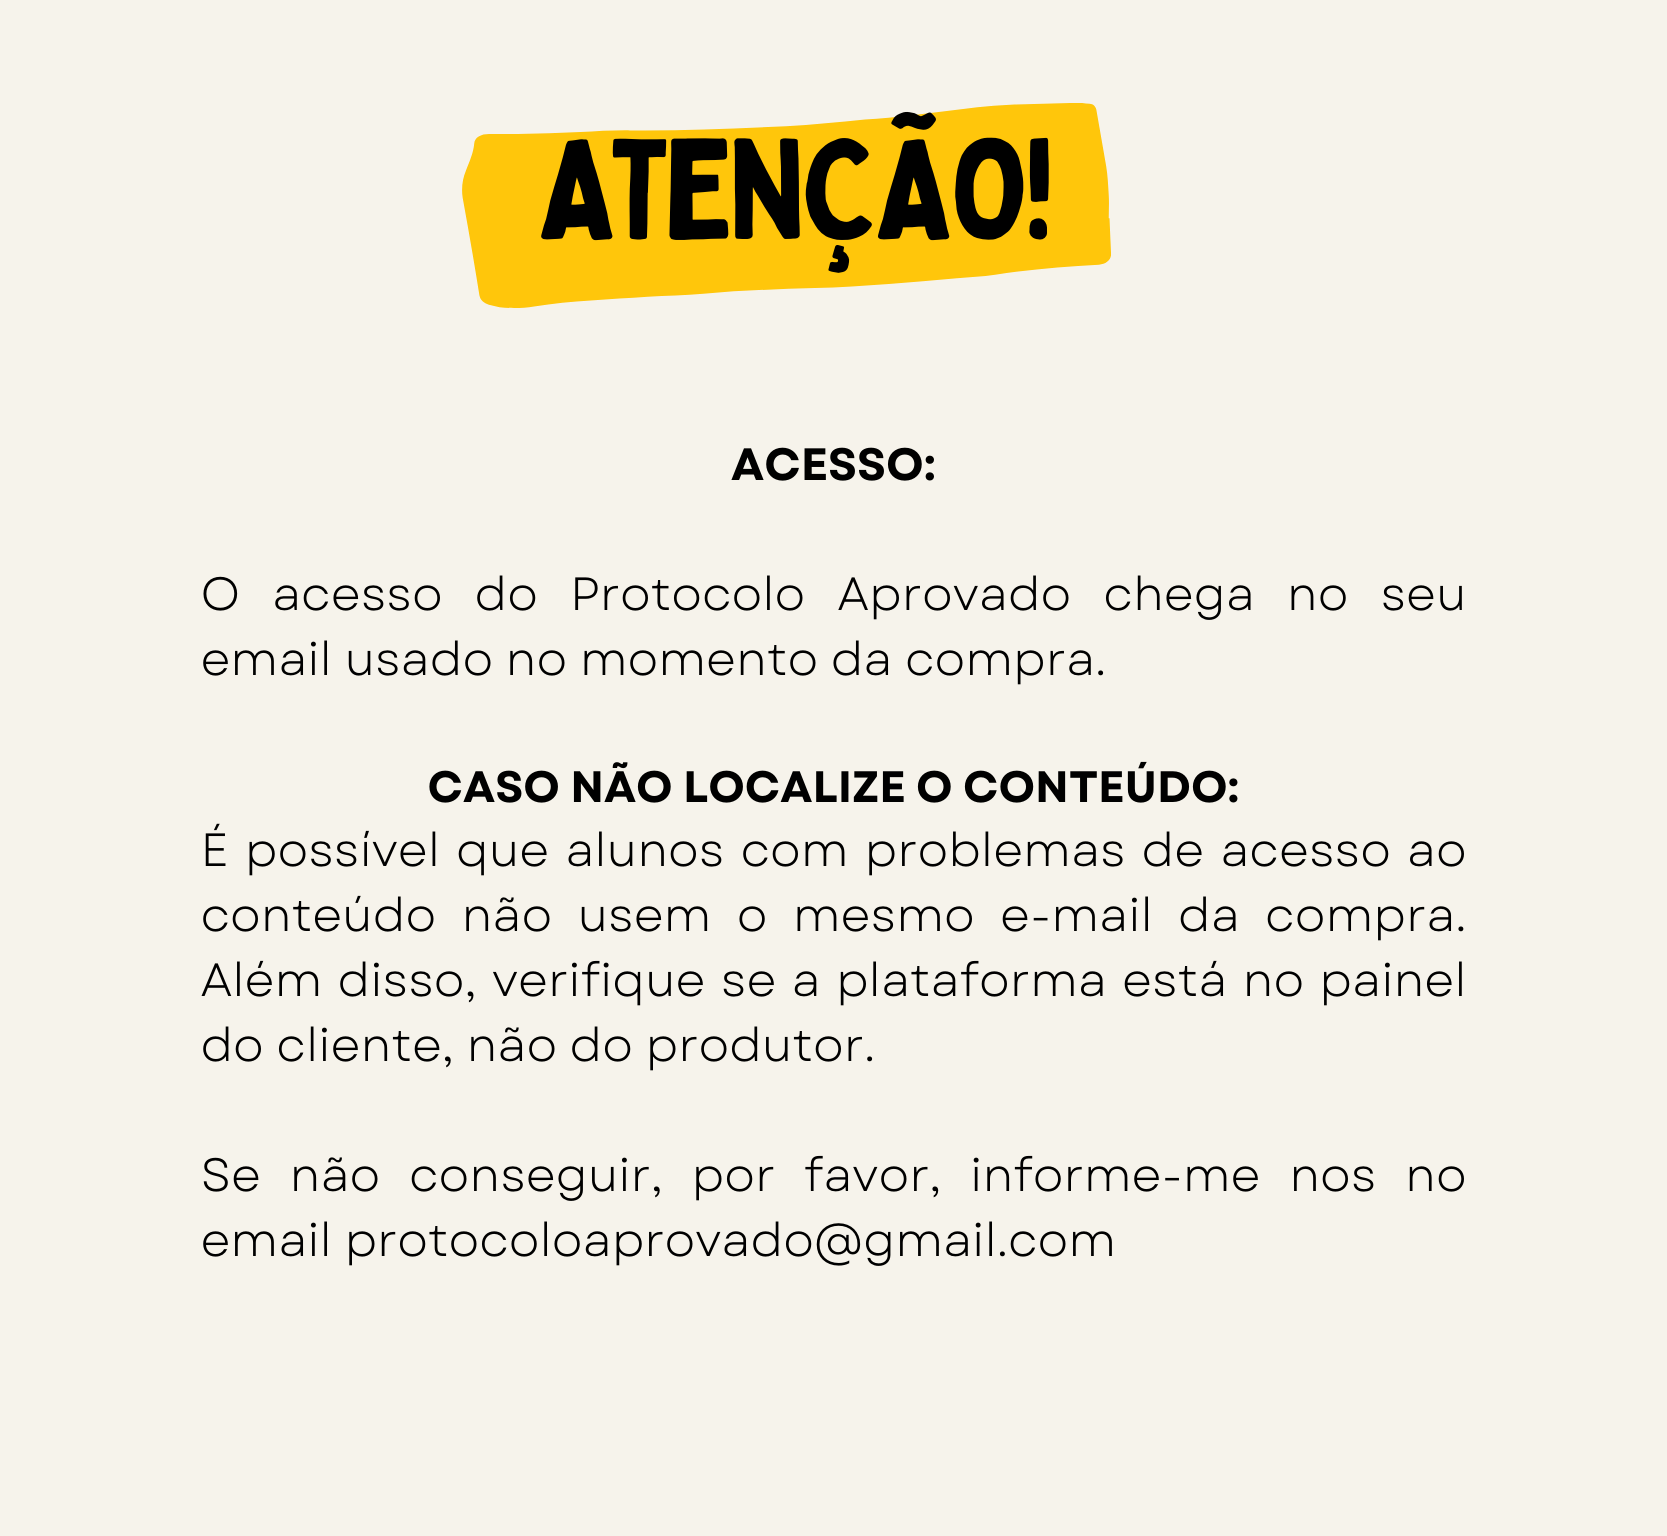 ATENÇÃO!
ACESSO:
O acesso do Protocolo Aprovado chega no seu
email usado no momento da compra.
CASO NÃO LOCALIZE O CONTEÚDO:
É possível que alunos com problemas de acesso ao
conteúdo não usem o mesmo e-mail da compra.
Além disso, verifique se a plataforma está no painel
do cliente, não do produtor.
Se não conseguir, por favor, informe-me nos no
email protocoloaprovado@gmail.com